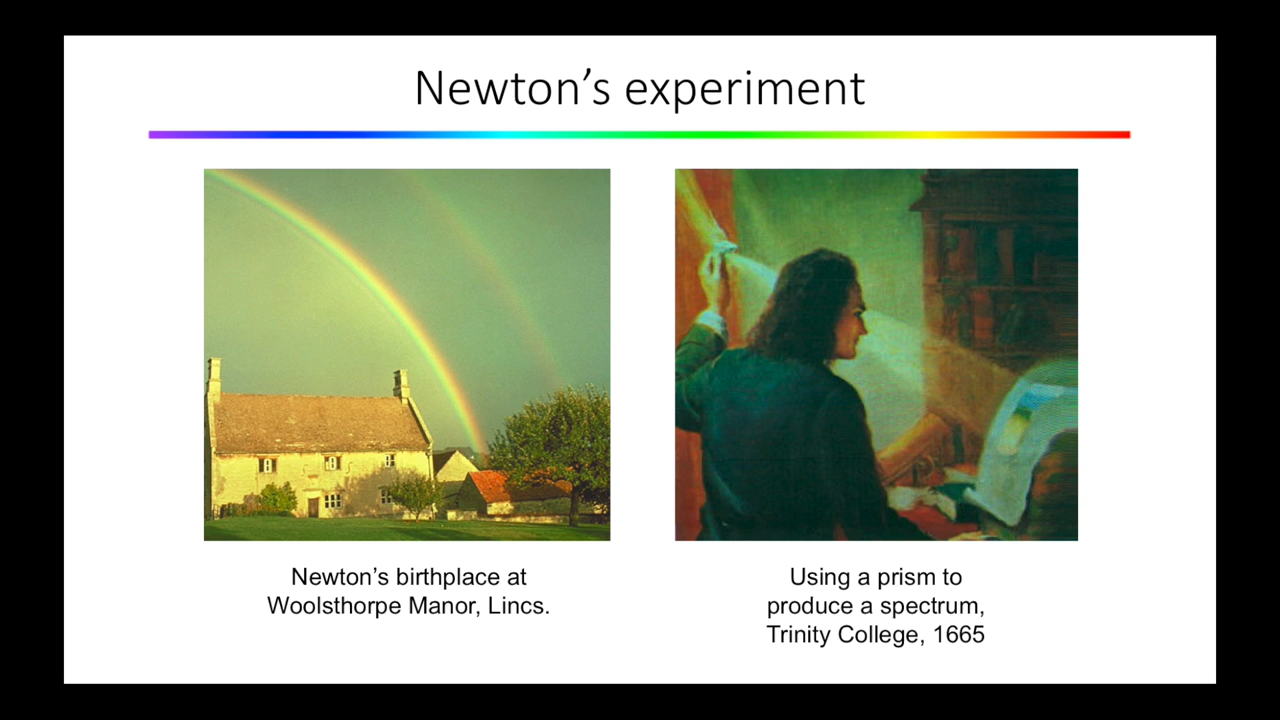 Newton’s experiment
Newton’s birthplace at
Woolsthorpe Manor, Lincs.
Using a prism to
produce a spectrum,
Trinity College, 1665